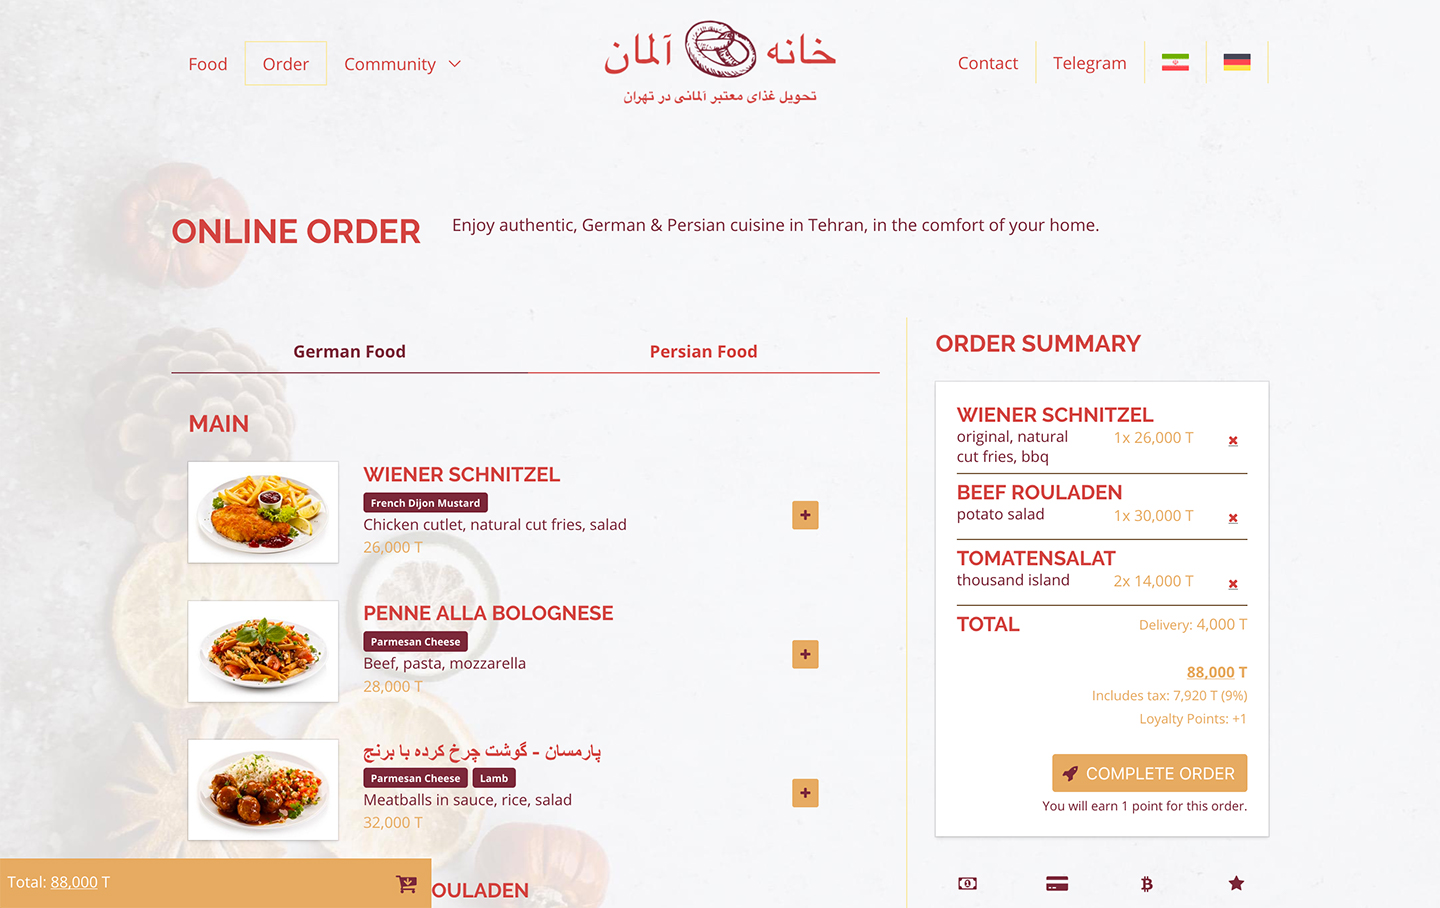 Food
Order
Community
خانه آلمان
تحویل غذای معتبر آلمانی در تهران
Contact
Telegram
ONLINE ORDER
Enjoy authentic, German & Persian cuisine in Tehran, in the comfort of your home.
German Food
Persian Food
MAIN
WIENER SCHNITZEL
French Dijon Mustard
Chicken cutlet, natural cut fries, salad
26,000 T
PENNE ALLA BOLOGNESE
Parmesan Cheese
Beef, pasta, mozzarella
28,000 T
پارمسان - گوشت چرخ کرده با برنج
Parmesan Cheese Lamb
Meatballs in sauce, rice, salad
32,000 T
OULADEN
Total: 88,000 T
ORDER SUMMARY
WIENER SCHNITZEL
original, natural
cut fries, bbq
1x 26,000 T
BEEF ROULADEN
potato salad
1x 30,000 T
TOMATENSALAT
thousand island
2x 14,000 T
TOTAL
Delivery: 4,000 T
88,000 T
Includes tax: 7,920 T (9%)
Loyalty Points: +1
COMPLETE ORDER
You will earn 1 point for this order.